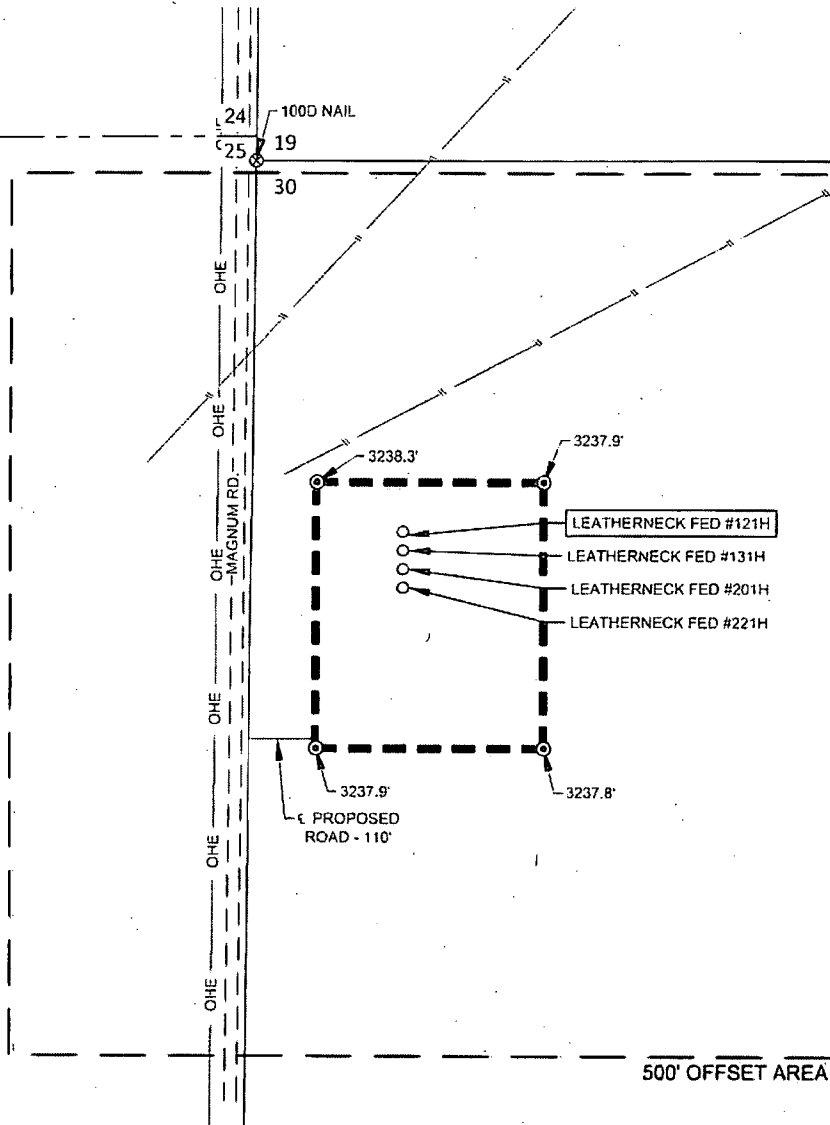 24
100D NAIL
25
19
30
OHE
OHE
3237.9'
3238.3'
MAGNUM RD.
LEATHERNECK FED #121H
OHE
LEATHERNECK FED #131H
LEATHERNECK FED #201H
LEATHERNECK FED #221H
OHE
3237.9'
3237.8'
℄ PROPOSED
ROAD - 110'
OHE
OHE
500' OFFSET AREA